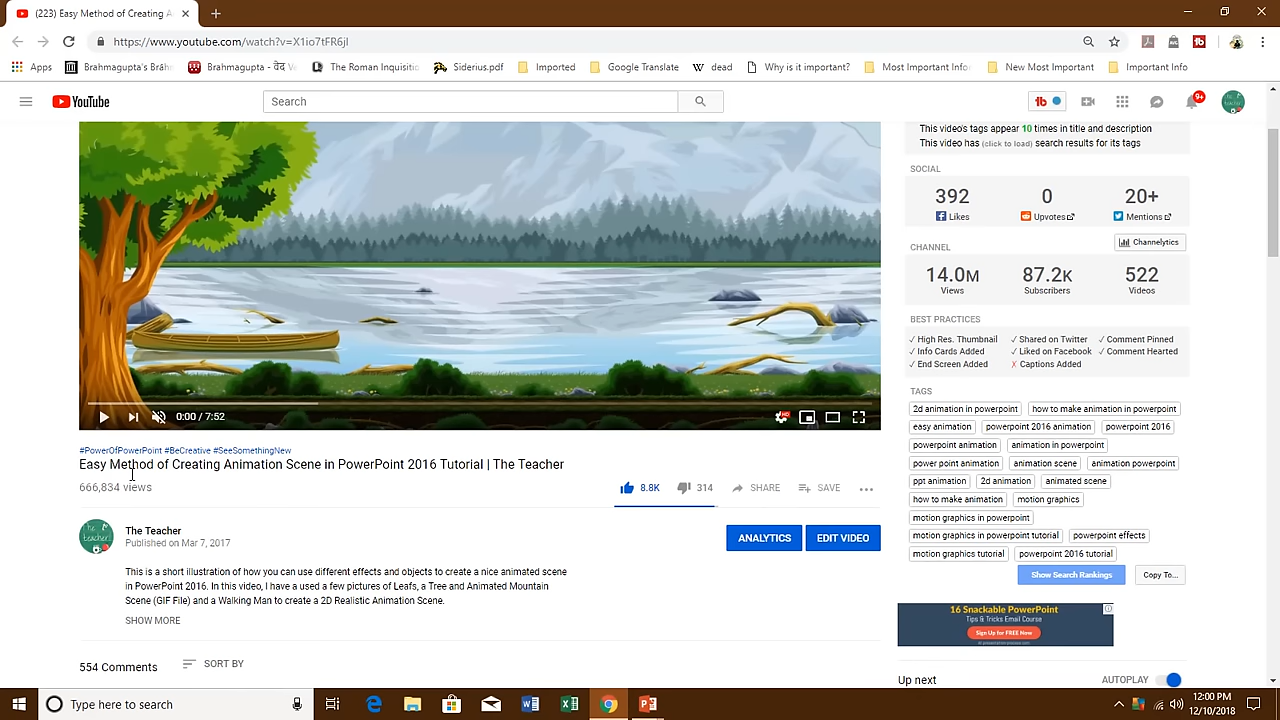 (223) Easy Method of Creating A
https://www.youtube.com/watch?v=X1io7tFR6jI
Apps
Brahmagupta's Brāh
Brahmagupta - वेद
The Roman Inquisitio
Siderius.pdf
Imported
Google Translate
dead
Why is it important?
Most Important Info
New Most Important
Important Info
YouTube
Search
tb
9+
This video's tags appear 10 times in title and description
This video has (click to load) search results for its tags
SOCIAL
392
0
20+
Likes
Upvotes
Mentions
CHANNEL
Channelytics
14.0M
87.2K
522
Views
Subscribers
Videos
BEST PRACTICES
✓ High Res. Thumbnail
✓ Shared on Twitter
✓ Comment Pinned
✓ Info Cards Added
✓ Liked on Facebook
✓ Comment Hearted
✓ End Screen Added
✗ Captions Added
TAGS
2d animation in powerpoint
how to make animation in powerpoint
easy animation
powerpoint 2016 animation
powerpoint 2016
powerpoint animation
animation in powerpoint
power point animation
animation scene
animation powerpoint
ppt animation
2d animation
animated scene
how to make animation
motion graphics
motion graphics in powerpoint
motion graphics in powerpoint tutorial
powerpoint effects
motion graphics tutorial
powerpoint 2016 tutorial
Show Search Rankings
Copy To...
16 Snackable PowerPoint
Tips & Tricks Email Course
Sign Up for FREE Now
Up next
AUTOPLAY
0:00 / 7:52
HD
#PowerOfPowerPoint #BeCreative #SeeSomethingNew
Easy Method of Creating Animation Scene in PowerPoint 2016 Tutorial | The Teacher
666,834 views
8.8K
314
SHARE
SAVE
The Teacher
Published on Mar 7, 2017
ANALYTICS
EDIT VIDEO
This is a short illustration of how you can use different effects and objects to create a nice animated scene
in PowerPoint 2016. In this video, I have a used a few pictures of Leafs, a Tree and Animated Mountain
Scene (GIF File) and a Walking Man to create a 2D Realistic Animation Scene.
SHOW MORE
554 Comments
SORT BY
Type here to search
12:00 PM
12/10/2018